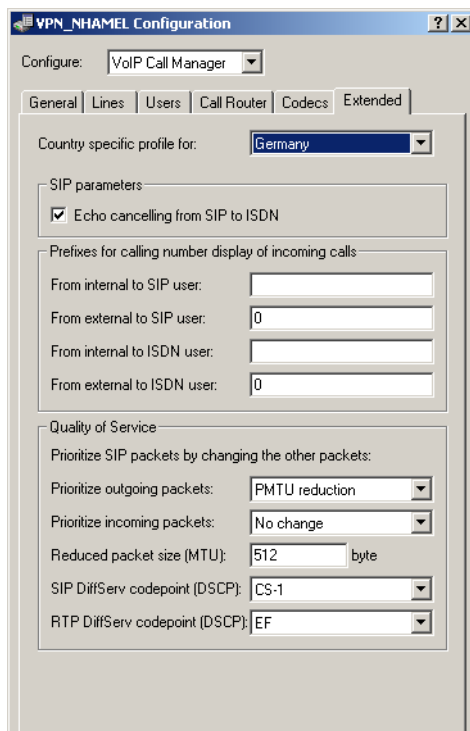 VPN_NHAMEL Configuration
Configure: VoIP Call Manager
General Lines Users Call Router Codecs Extended
Country specific profile for: Germany
SIP parameters
Echo cancelling from SIP to ISDN
Prefixes for calling number display of incoming calls
From internal to SIP user:
From external to SIP user: 0
From internal to ISDN user:
From external to ISDN user: 0
Quality of Service
Prioritize SIP packets by changing the other packets:
Prioritize outgoing packets: PMTU reduction
Prioritize incoming packets: No change
Reduced packet size (MTU): 512 byte
SIP DiffServ codepoint (DSCP): CS-1
RTP DiffServ codepoint (DSCP): EF